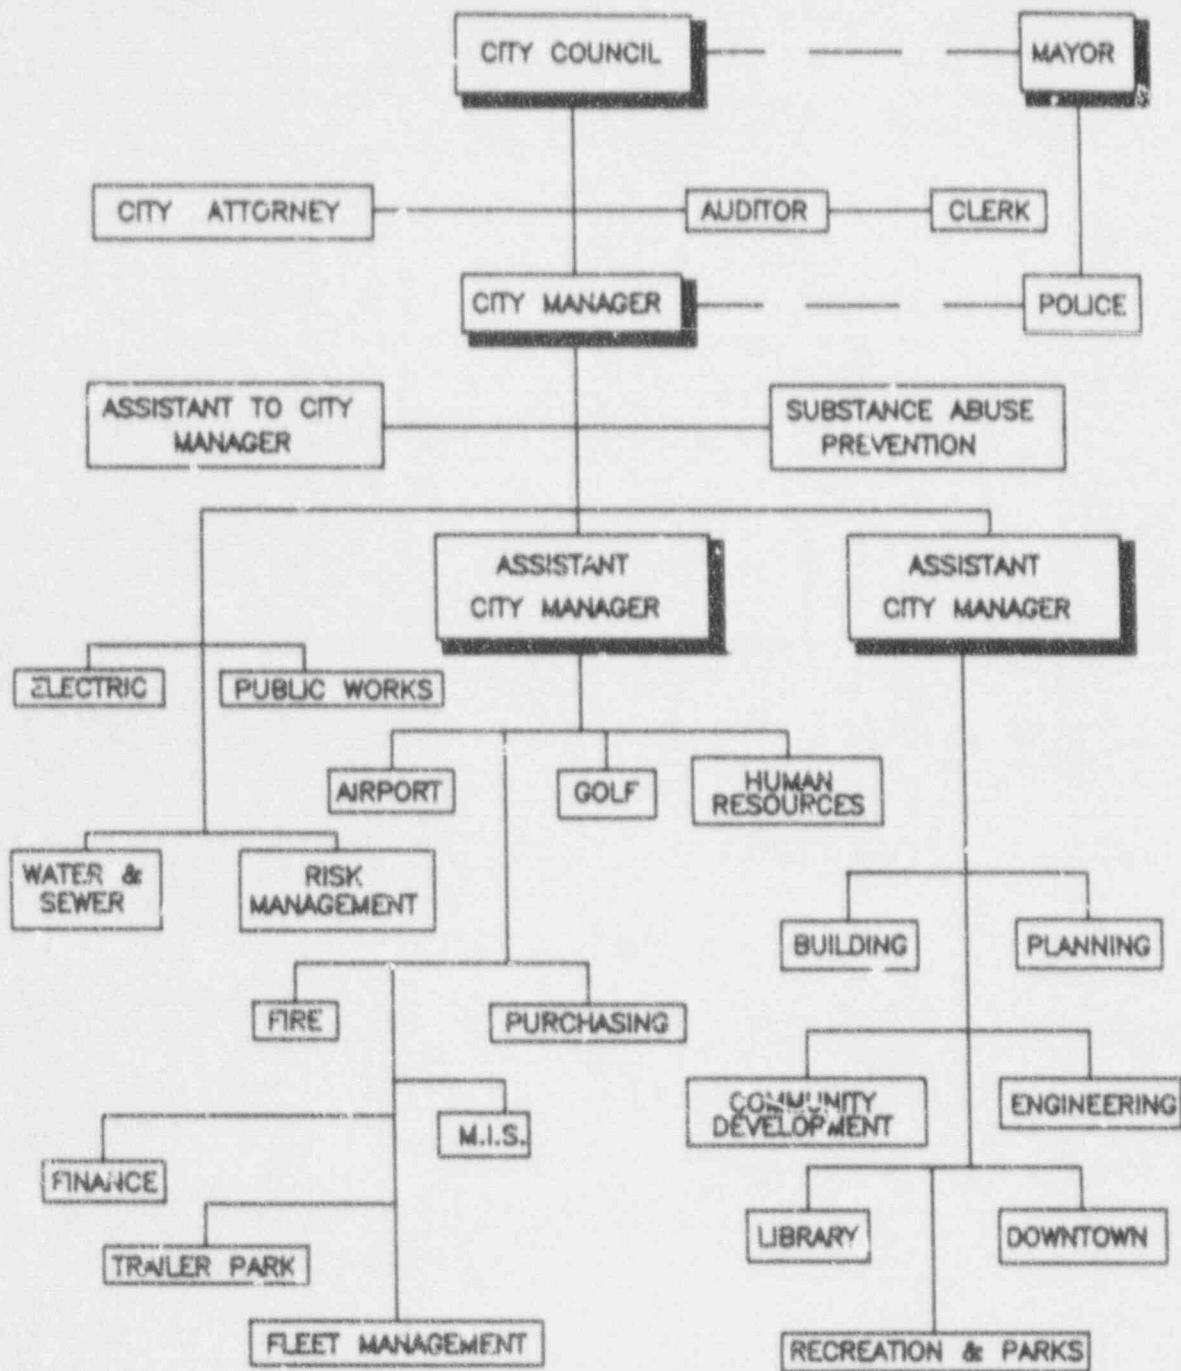 CITY COUNCIL
MAYOR
CITY ATTORNEY
AUDITOR
CLERK
CITY MANAGER
POLICE
ASSISTANT TO CITY
MANAGER
SUBSTANCE ABUSE
PREVENTION
ASSISTANT
CITY MANAGER
ASSISTANT
CITY MANAGER
ELECTRIC
PUBLIC WORKS
AIRPORT
GOLF
HUMAN
RESOURCES
WATER &
SEWER
RISK
MANAGEMENT
BUILDING
PLANNING
FIRE
PURCHASING
COMMUNITY
DEVELOPMENT
ENGINEERING
M.I.S.
FINANCE
LIBRARY
DOWNTOWN
TRAILER PARK
FLEET MANAGEMENT
RECREATION & PARKS